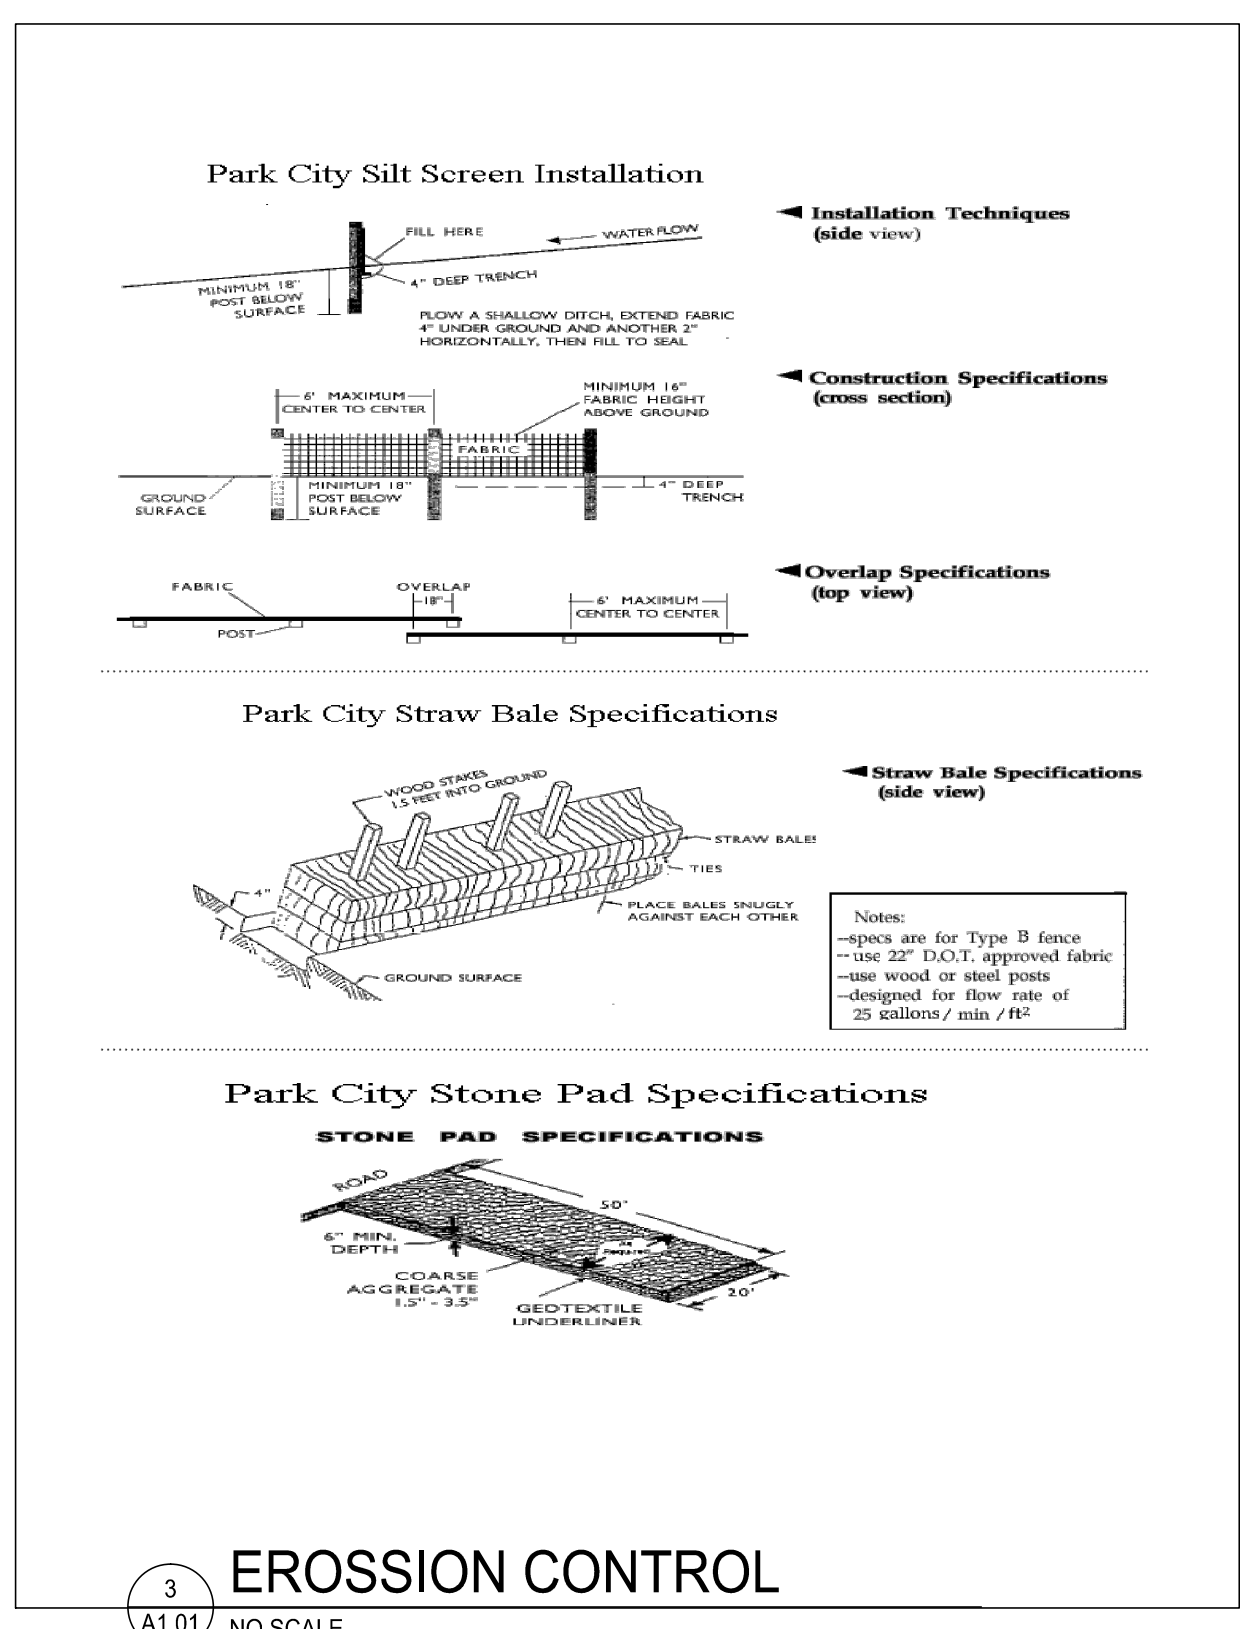 Park City Silt Screen Installation
Installation Techniques
(side view)
FILL HERE
WATER FLOW
4" DEEP TRENCH
MINIMUM 18"
POST BELOW
SURFACE
PLOW A SHALLOW DITCH, EXTEND FABRIC
4" UNDER GROUND AND ANOTHER 2"
HORIZONTALLY, THEN FILL TO SEAL
Construction Specifications
(cross section)
6' MAXIMUM
CENTER TO CENTER
MINIMUM 16"
FABRIC HEIGHT
ABOVE GROUND
FABRIC
GROUND
SURFACE
MINIMUM 18"
POST BELOW
SURFACE
4" DEEP
TRENCH
Overlap Specifications
(top view)
FABRIC
OVERLAP
18"
6' MAXIMUM
CENTER TO CENTER
POST
Park City Straw Bale Specifications
Straw Bale Specifications
(side view)
WOOD STAKES
1.5 FEET INTO GROUND
STRAW BALES
TIES
4"
PLACE BALES SNUGLY
AGAINST EACH OTHER
GROUND SURFACE
Notes:
--specs are for Type B fence
--use 22" D.O.T. approved fabric
--use wood or steel posts
--designed for flow rate of
25 gallons/ min /ft²
Park City Stone Pad Specifications
STONE PAD SPECIFICATIONS
ROAD
50'
6" MIN.
DEPTH
As
Required
COARSE
AGGREGATE
1.5" - 3.5"
GEOTEXTILE
UNDERLINER
20'
3
A1.01
EROSSION CONTROL
NO SCALE